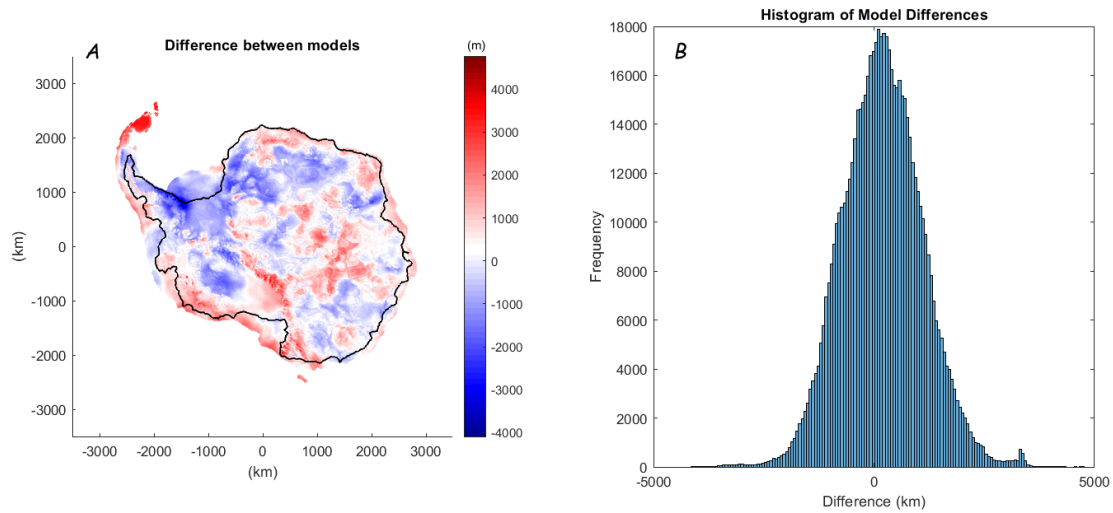 A
Difference between models
(m)
3000
2000
1000
0
-1000
-2000
-3000
(km)
-3000 -2000 -1000 0 1000 2000 3000
(km)
4000
3000
2000
1000
0
-1000
-2000
-3000
-4000
Histogram of Model Differences
B
18000
16000
14000
12000
10000
8000
6000
4000
2000
0
Frequency
-5000 0 5000
Difference (km)